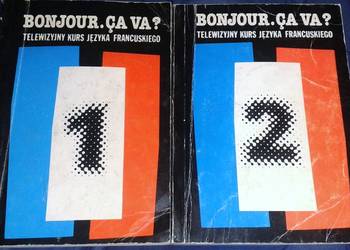 BONJOUR. ÇA VA?
TELEWIZYJNY KURS JĘZYKA FRANCUSKIEGO
1
BONJOUR. ÇA VA?
TELEWIZYJNY KURS JĘZYKA FRANCUSKIEGO
2